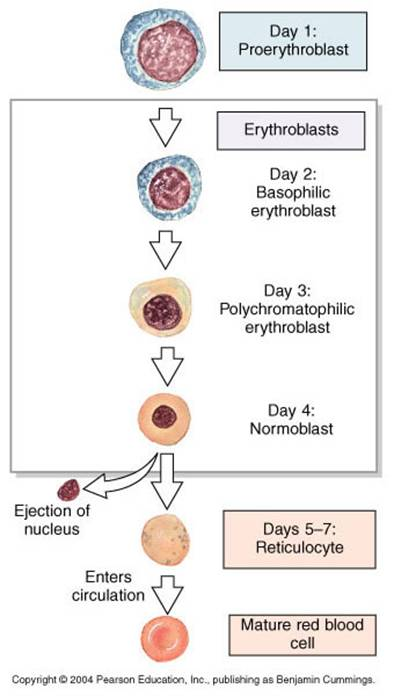 Day 1:
Proerythroblast
Erythroblasts
Day 2:
Basophilic
erythroblast
Day 3:
Polychromatophilic
erythroblast
Day 4:
Normoblast
Ejection of
nucleus
Days 5–7:
Reticulocyte
Enters
circulation
Mature red blood
cell
Copyright © 2004 Pearson Education, Inc., publishing as Benjamin Cummings.